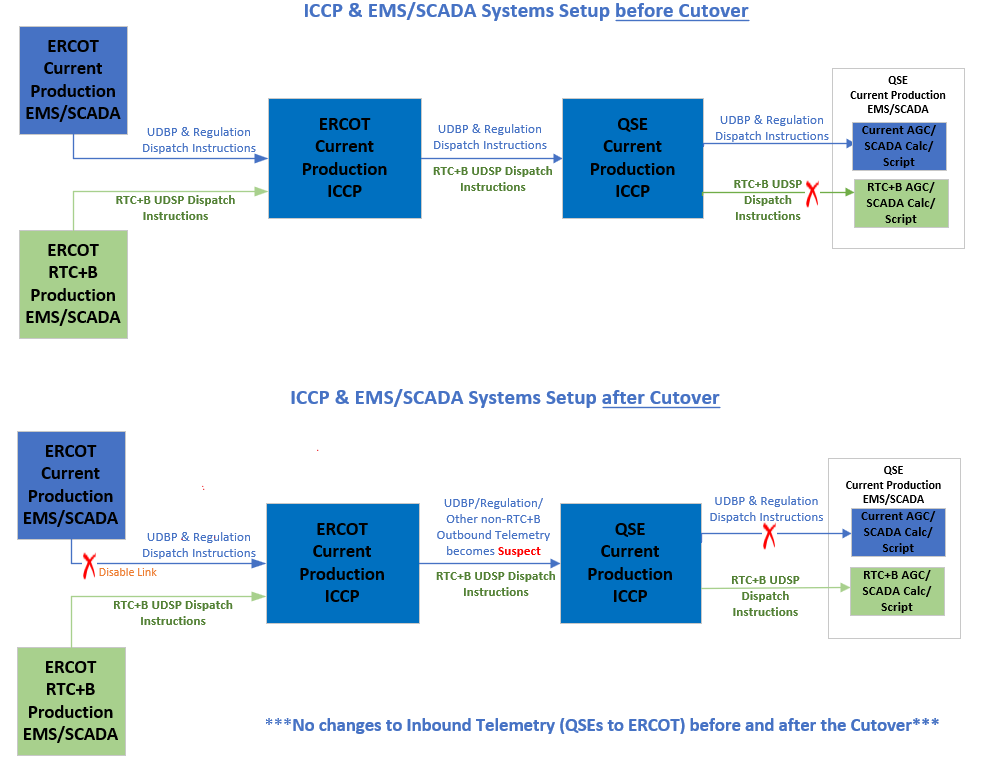 ICCP & EMS/SCADA Systems Setup before Cutover
ERCOT
Current
Production
EMS/SCADA
UDBP & Regulation
Dispatch Instructions
RTC+B UDSP Dispatch
Instructions
ERCOT
RTC+B
Production
EMS/SCADA
ERCOT
Current
Production
ICCP
UDBP & Regulation
Dispatch Instructions
RTC+B UDSP Dispatch
Instructions
QSE
Current
Production
ICCP
UDBP & Regulation
Dispatch Instructions
RTC+B UDSP
Dispatch
Instructions
QSE
Current Production
EMS/SCADA
Current AGC/
SCADA Calc/
Script
RTC+B AGC/
SCADA Calc/
Script
ICCP & EMS/SCADA Systems Setup after Cutover
ERCOT
Current
Production
EMS/SCADA
UDBP & Regulation
Dispatch Instructions
Disable Link
RTC+B UDSP Dispatch
Instructions
ERCOT
RTC+B
Production
EMS/SCADA
ERCOT
Current
Production
ICCP
UDBP/Regulation/
Other non-RTC+B
Outbound Telemetry
becomes Suspect
RTC+B UDSP Dispatch
Instructions
QSE
Current
Production
ICCP
UDBP & Regulation
Dispatch Instructions
RTC+B UDSP
Dispatch
Instructions
QSE
Current Production
EMS/SCADA
Current AGC/
SCADA Calc/
Script
RTC+B AGC/
SCADA Calc/
Script
***No changes to Inbound Telemetry (QSEs to ERCOT) before and after the Cutover***